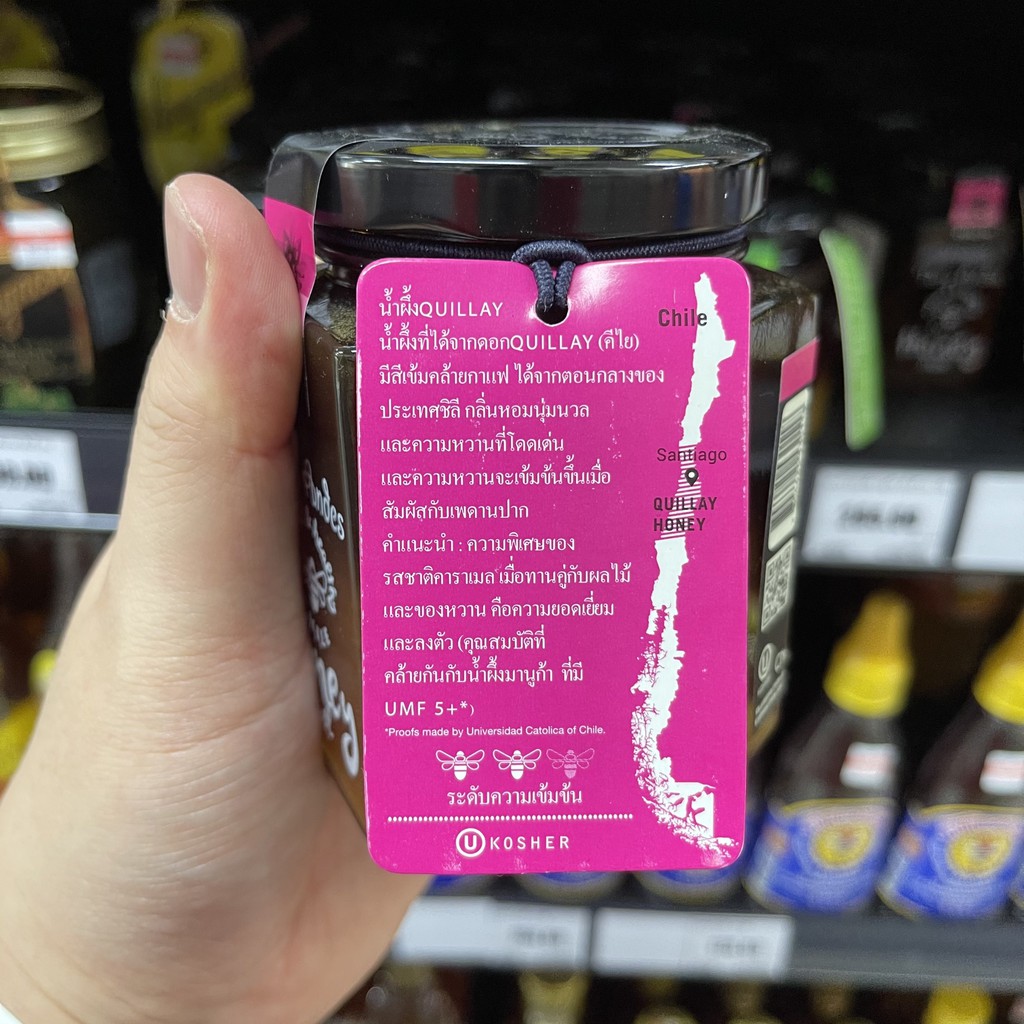 น้ำผึ้งQUILLAY
น้ำผึ้งที่ได้จากดอกQUILLAY (คีไย)
มีสีเข้มคล้ายกาแฟ ได้จากตอนกลางของ
ประเทศชิลี กลิ่นหอมนุ่มนวล
และความหวานที่โดดเด่น
และความหวานจะเข้มข้นขึ้นเมื่อ
สัมผัสกับเพดานปาก
คำแนะนำ : ความพิเศษของ
รสชาติคาราเมล เมื่อทานคู่กับผลไม้
และของหวาน คือความยอดเยี่ยม
และลงตัว (คุณสมบัติที่
คล้ายกันกับน้ำผึ้งมานูก้า ที่มี
UMF 5+*)
*Proofs made by Universidad Catolica of Chile.
ระดับความเข้มข้น
U KOSHER
Chile
Santiago
QUILLAY
HONEY